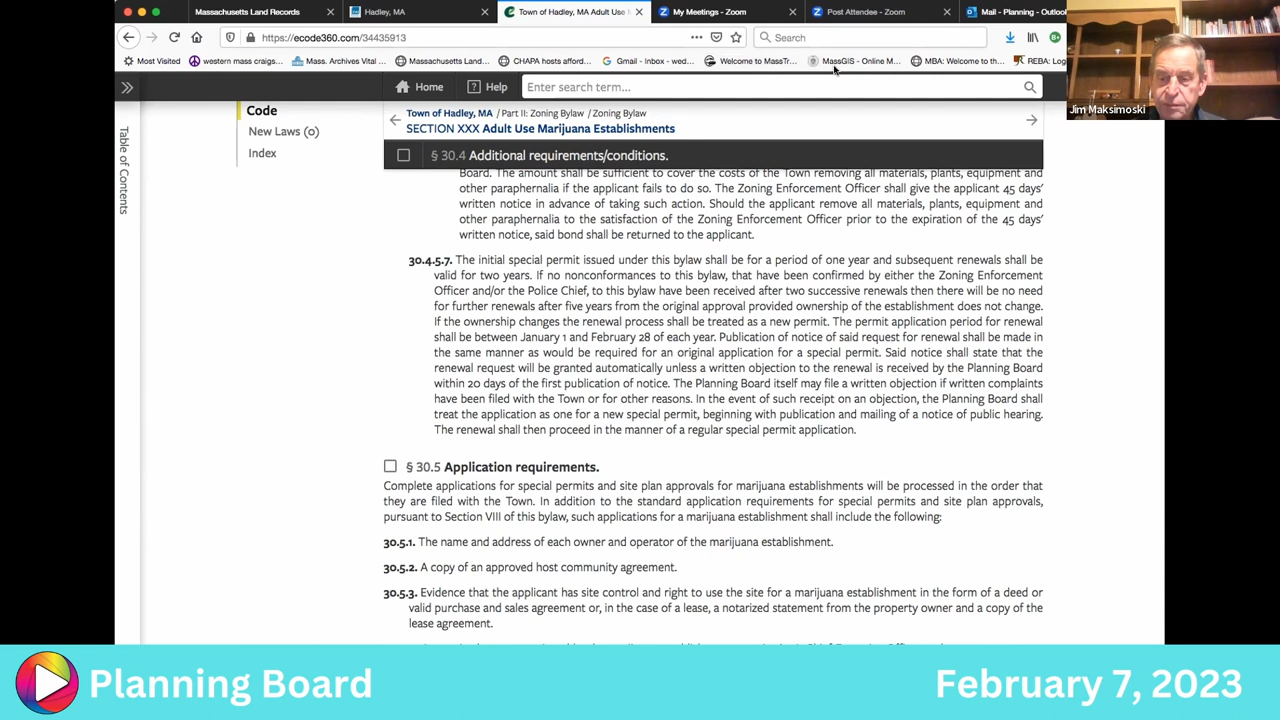 Massachusetts Land Records
Hadley, MA
Town of Hadley, MA Adult Use
My Meetings - Zoom
Post Attendee - Zoom
Mail - Planning - Outloo
https://ecode360.com/34435913
Search
Most Visited
western mass craigs...
Mass. Archives Vital ...
Massachusetts Land...
CHAPA hosts afford...
Gmail - Inbox - wed...
Welcome to MassTr...
MassGIS - Online M...
MBA: Welcome to th...
REBA: Log
Jim Maksimoski
Home
Help
Enter search term...
Table of Contents
Code
New Laws (0)
Index
Town of Hadley, MA / Part II: Zoning Bylaw / Zoning Bylaw
SECTION XXX Adult Use Marijuana Establishments
§ 30.4 Additional requirements/conditions.
Board. The amount shall be sufficient to cover the costs of the Town removing all materials, plants, equipment and
other paraphernalia if the applicant fails to do so. The Zoning Enforcement Officer shall give the applicant 45 days'
written notice in advance of taking such action. Should the applicant remove all materials, plants, equipment and
other paraphernalia to the satisfaction of the Zoning Enforcement Officer prior to the expiration of the 45 days'
written notice, said bond shall be returned to the applicant.
30.4.5.7. The initial special permit issued under this bylaw shall be for a period of one year and subsequent renewals shall be
valid for two years. If no nonconformances to this bylaw, that have been confirmed by either the Zoning Enforcement
Officer and/or the Police Chief, to this bylaw have been received after two successive renewals then there will be no need
for further renewals after five years from the original approval provided ownership of the establishment does not change.
If the ownership changes the renewal process shall be treated as a new permit. The permit application period for renewal
shall be between January 1 and February 28 of each year. Publication of notice of said request for renewal shall be made in
the same manner as would be required for an original application for a special permit. Said notice shall state that the
renewal request will be granted automatically unless a written objection to the renewal is received by the Planning Board
within 20 days of the first publication of notice. The Planning Board itself may file a written objection if written complaints
have been filed with the Town or for other reasons. In the event of such receipt on an objection, the Planning Board shall
treat the application as one for a new special permit, beginning with publication and mailing of a notice of public hearing.
The renewal shall then proceed in the manner of a regular special permit application.
§ 30.5 Application requirements.
Complete applications for special permits and site plan approvals for marijuana establishments will be processed in the order that
they are filed with the Town. In addition to the standard application requirements for special permits and site plan approvals,
pursuant to Section VIII of this bylaw, such applications for a marijuana establishment shall include the following:
30.5.1. The name and address of each owner and operator of the marijuana establishment.
30.5.2. A copy of an approved host community agreement.
30.5.3. Evidence that the applicant has site control and right to use the site for a marijuana establishment in the form of a deed or
valid purchase and sales agreement or, in the case of a lease, a notarized statement from the property owner and a copy of the
lease agreement.
Planning Board
February 7, 2023